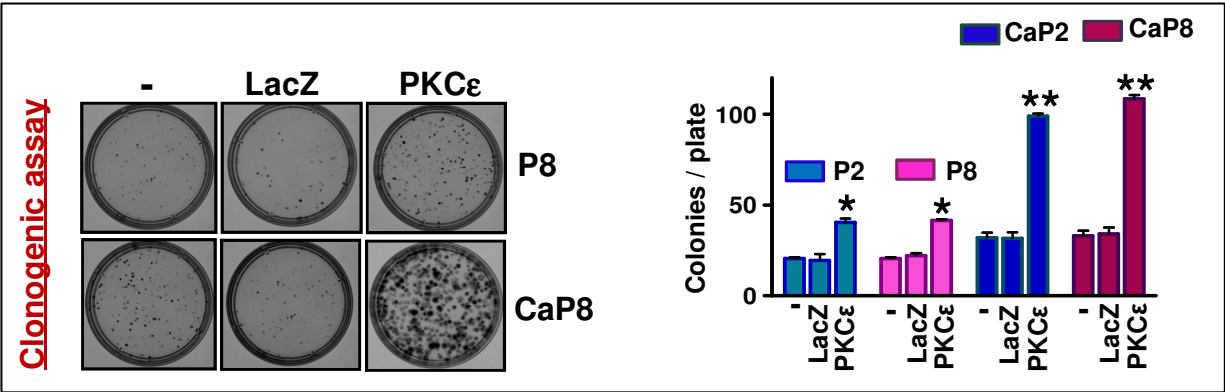 CaP2 CaP8
Clonogenic assay
- LacZ PKCε
P8
CaP8
Colonies / plate
100
50
0
P2 P8
* * ** **
- LacZ PKCε - LacZ PKCε - LacZ PKCε - LacZ PKCε